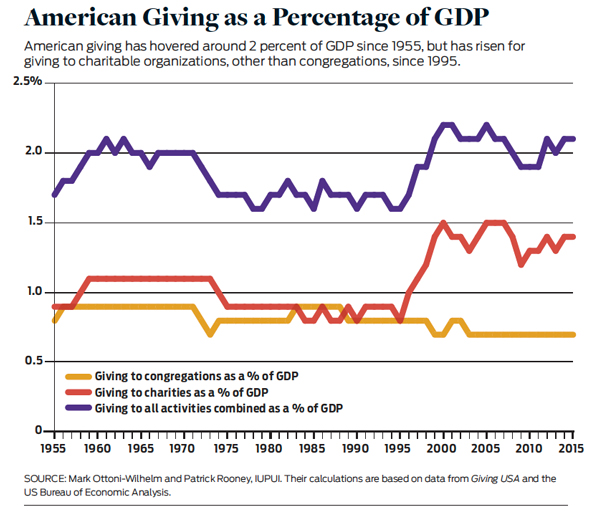 American Giving as a Percentage of GDP
American giving has hovered around 2 percent of GDP since 1955, but has risen for
giving to charitable organizations, other than congregations, since 1995.
2.5%
2.0
1.5
1.0
0.5
0
Giving to congregations as a % of GDP
Giving to charities as a % of GDP
Giving to all activities combined as a % of GDP
1955 1960 1965 1970 1975 1980 1985 1990 1995 2000 2005 2010 2015
SOURCE: Mark Ottoni-Wilhelm and Patrick Rooney, IUPUI. Their calculations are based on data from Giving USA and the
US Bureau of Economic Analysis.